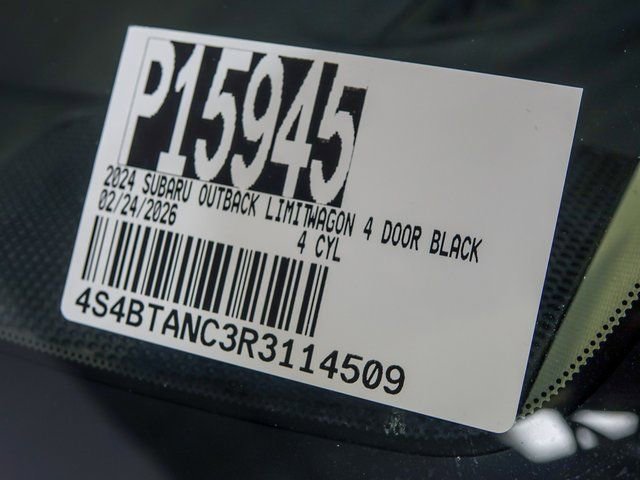 P15945
2024 SUBARU OUTBACK LIMITWAGON 4 DOOR BLACK
02/24/2026 4 CYL
4S4BTANC3R3114509